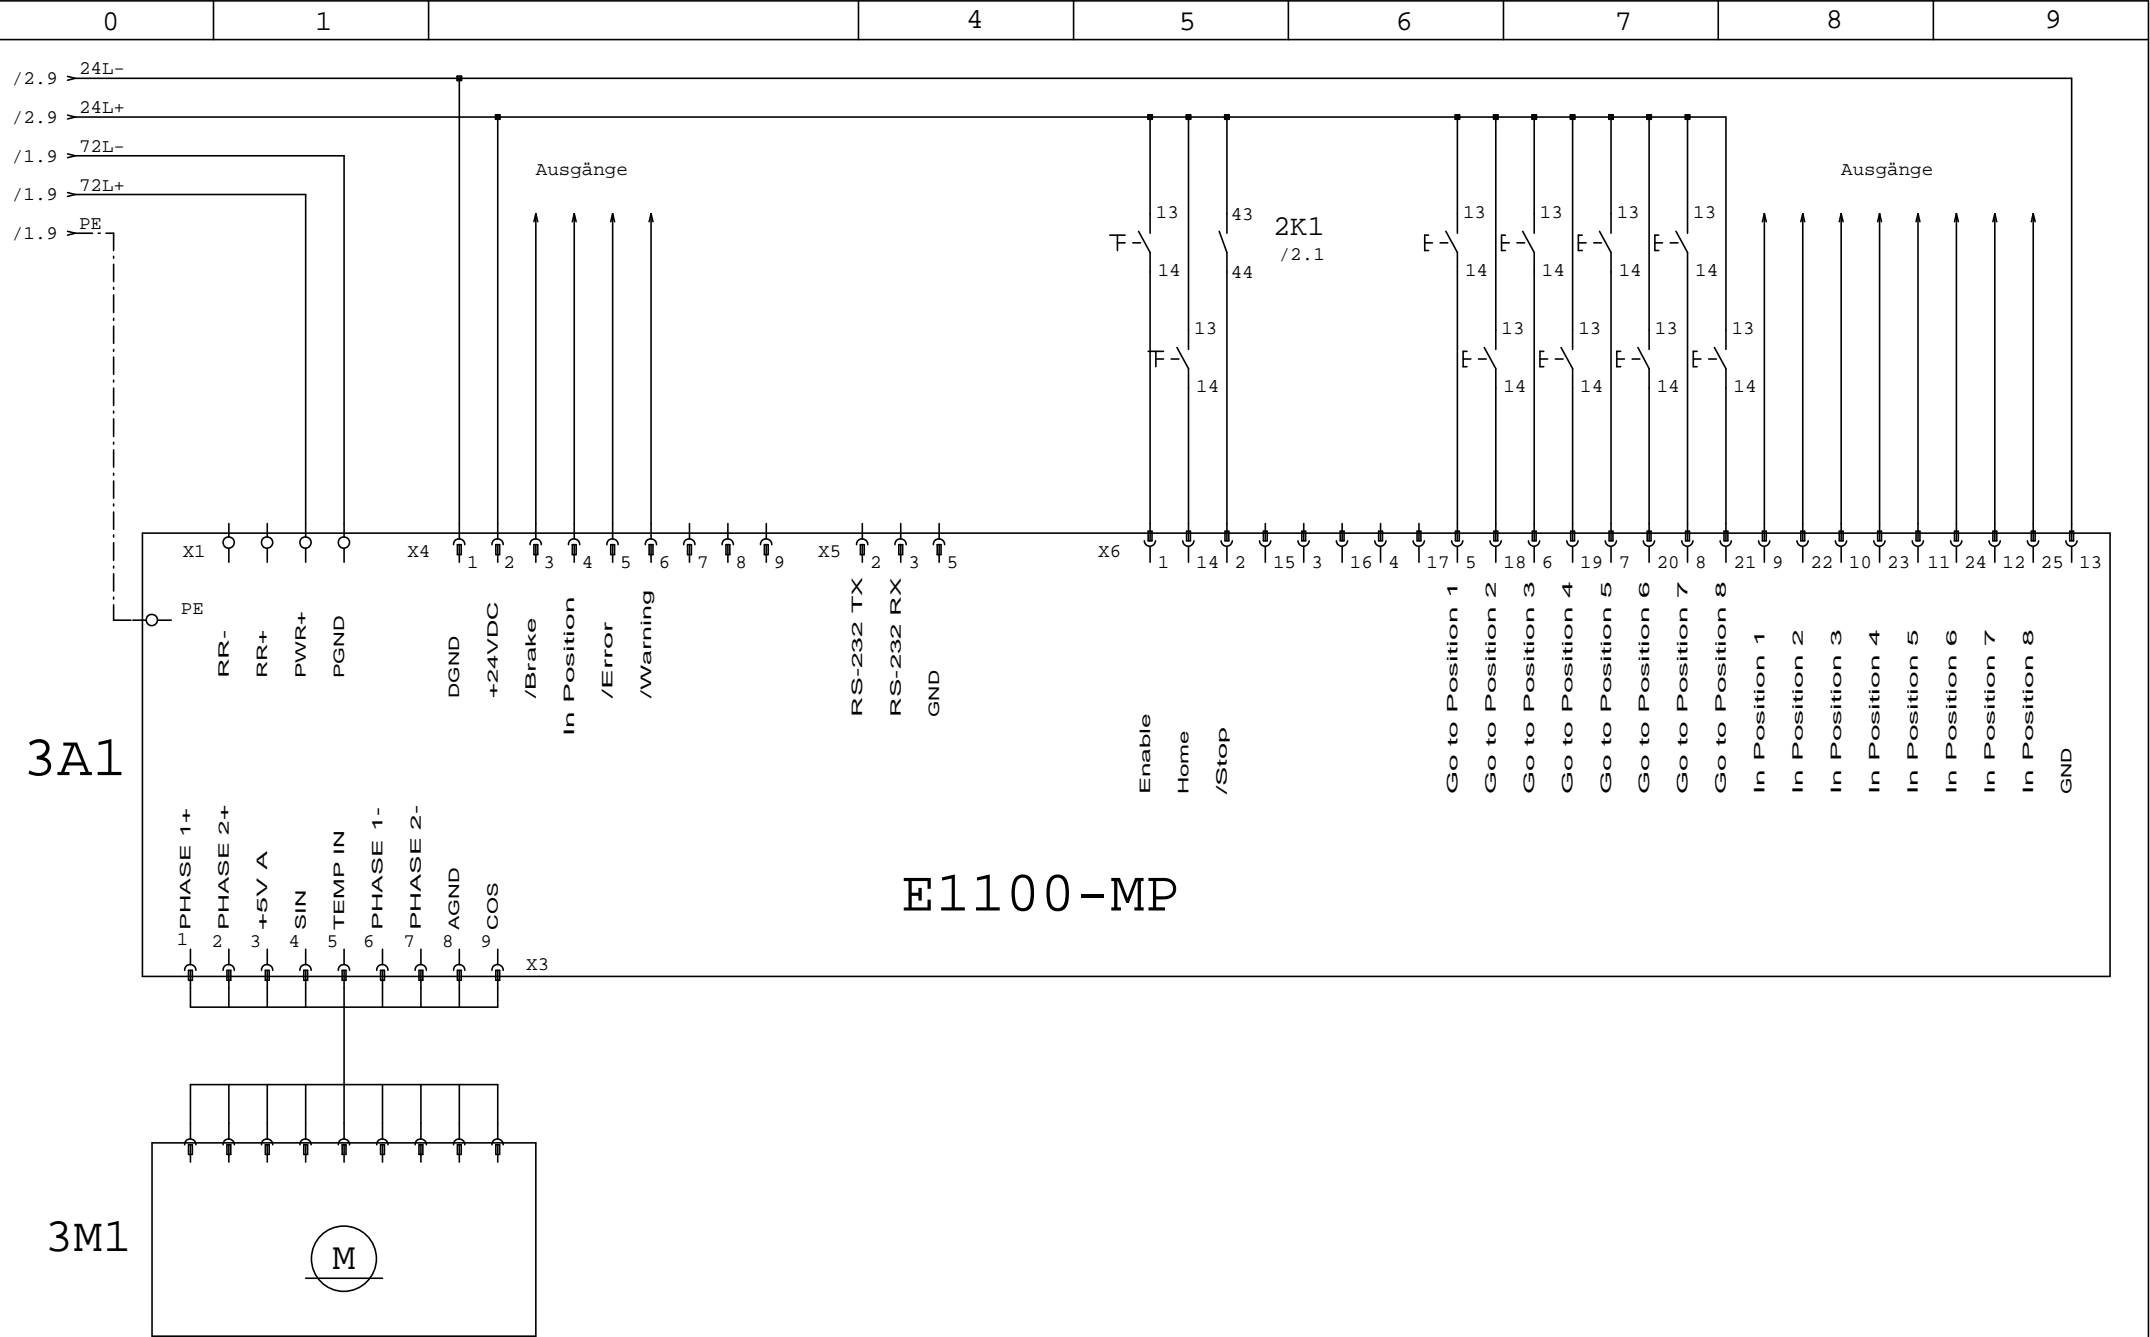 0 1 4 5 6 7 8 9
/2.9 24L-
/2.9 24L+
/1.9 72L-
/1.9 72L+
/1.9 PE
Ausgänge
Ausgänge
13 43 13 13 13 13
2K1
/2.1
14 44 14 14 14 14
13 13 13 13 13
14 14 14 14 14
X1 X4 X5 X6
1 2 3 4 5 6 7 8 9 2 3 5 1 14 2 15 3 16 4 17 5 18 6 19 7 20 8 21 9 22 10 23 11 24 12 25 13
PE
RR-
RR+
PWR+
PGND
DGND
+24VDC
/Brake
In Position
/Error
/Warning
RS-232 TX
RS-232 RX
GND
Enable
Home
/Stop
Go to Position 1
Go to Position 2
Go to Position 3
Go to Position 4
Go to Position 5
Go to Position 6
Go to Position 7
Go to Position 8
In Position 1
In Position 2
In Position 3
In Position 4
In Position 5
In Position 6
In Position 7
In Position 8
GND
3A1
PHASE 1+
PHASE 2+
+5V A
SIN
TEMP IN
PHASE 1-
PHASE 2-
AGND
COS
E1100-MP
1 2 3 4 5 6 7 8 9
X3
3M1
M